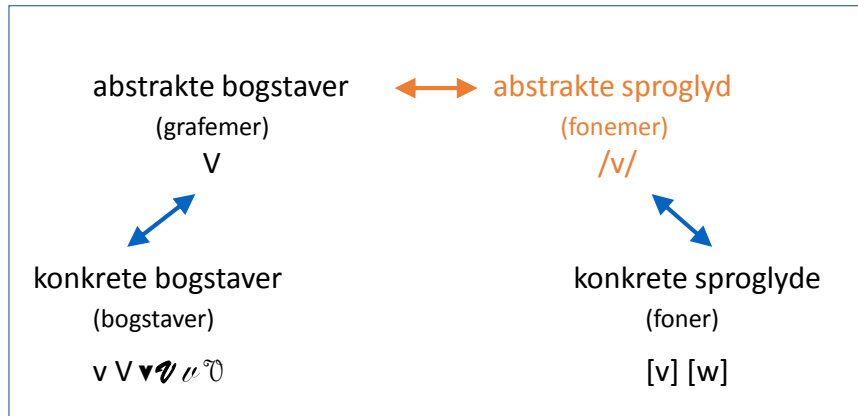 abstrakte bogstaver abstrakte sproglyd
(grafemer) (fonemer)
V /v/
konkrete bogstaver konkrete sproglyde
(bogstaver) (foner)
v V v v v V [v] [w]